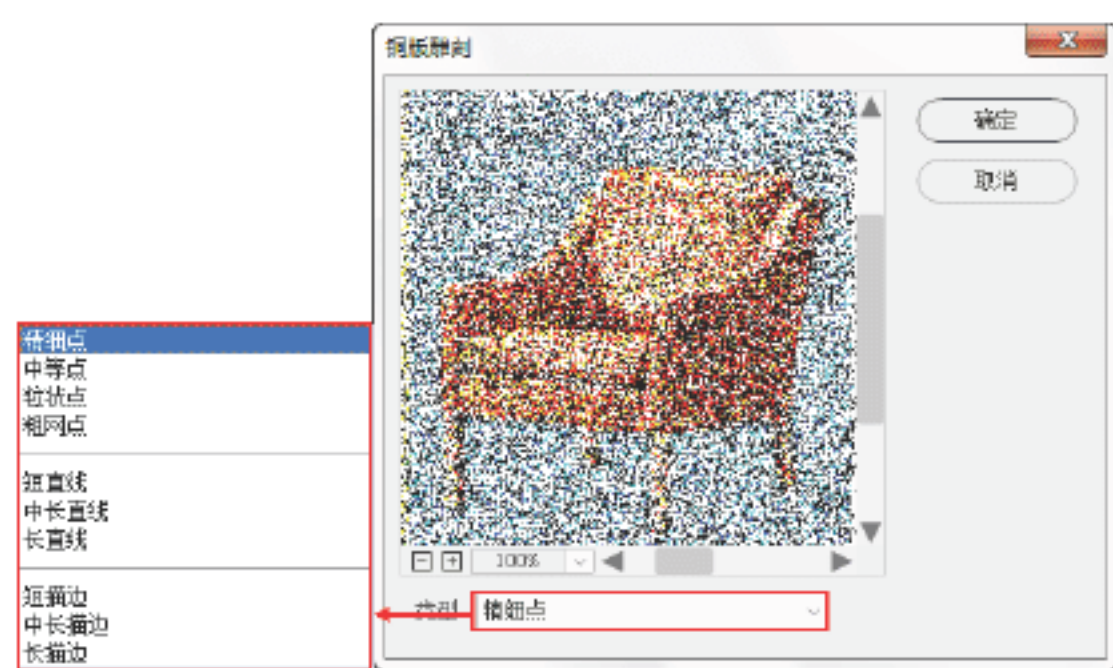 铜版雕刻
确定
取消
精细点
中等点
粒状点
粗网点
短直线
中长直线
长直线
短描边
中长描边
长描边
100%
类型 精细点